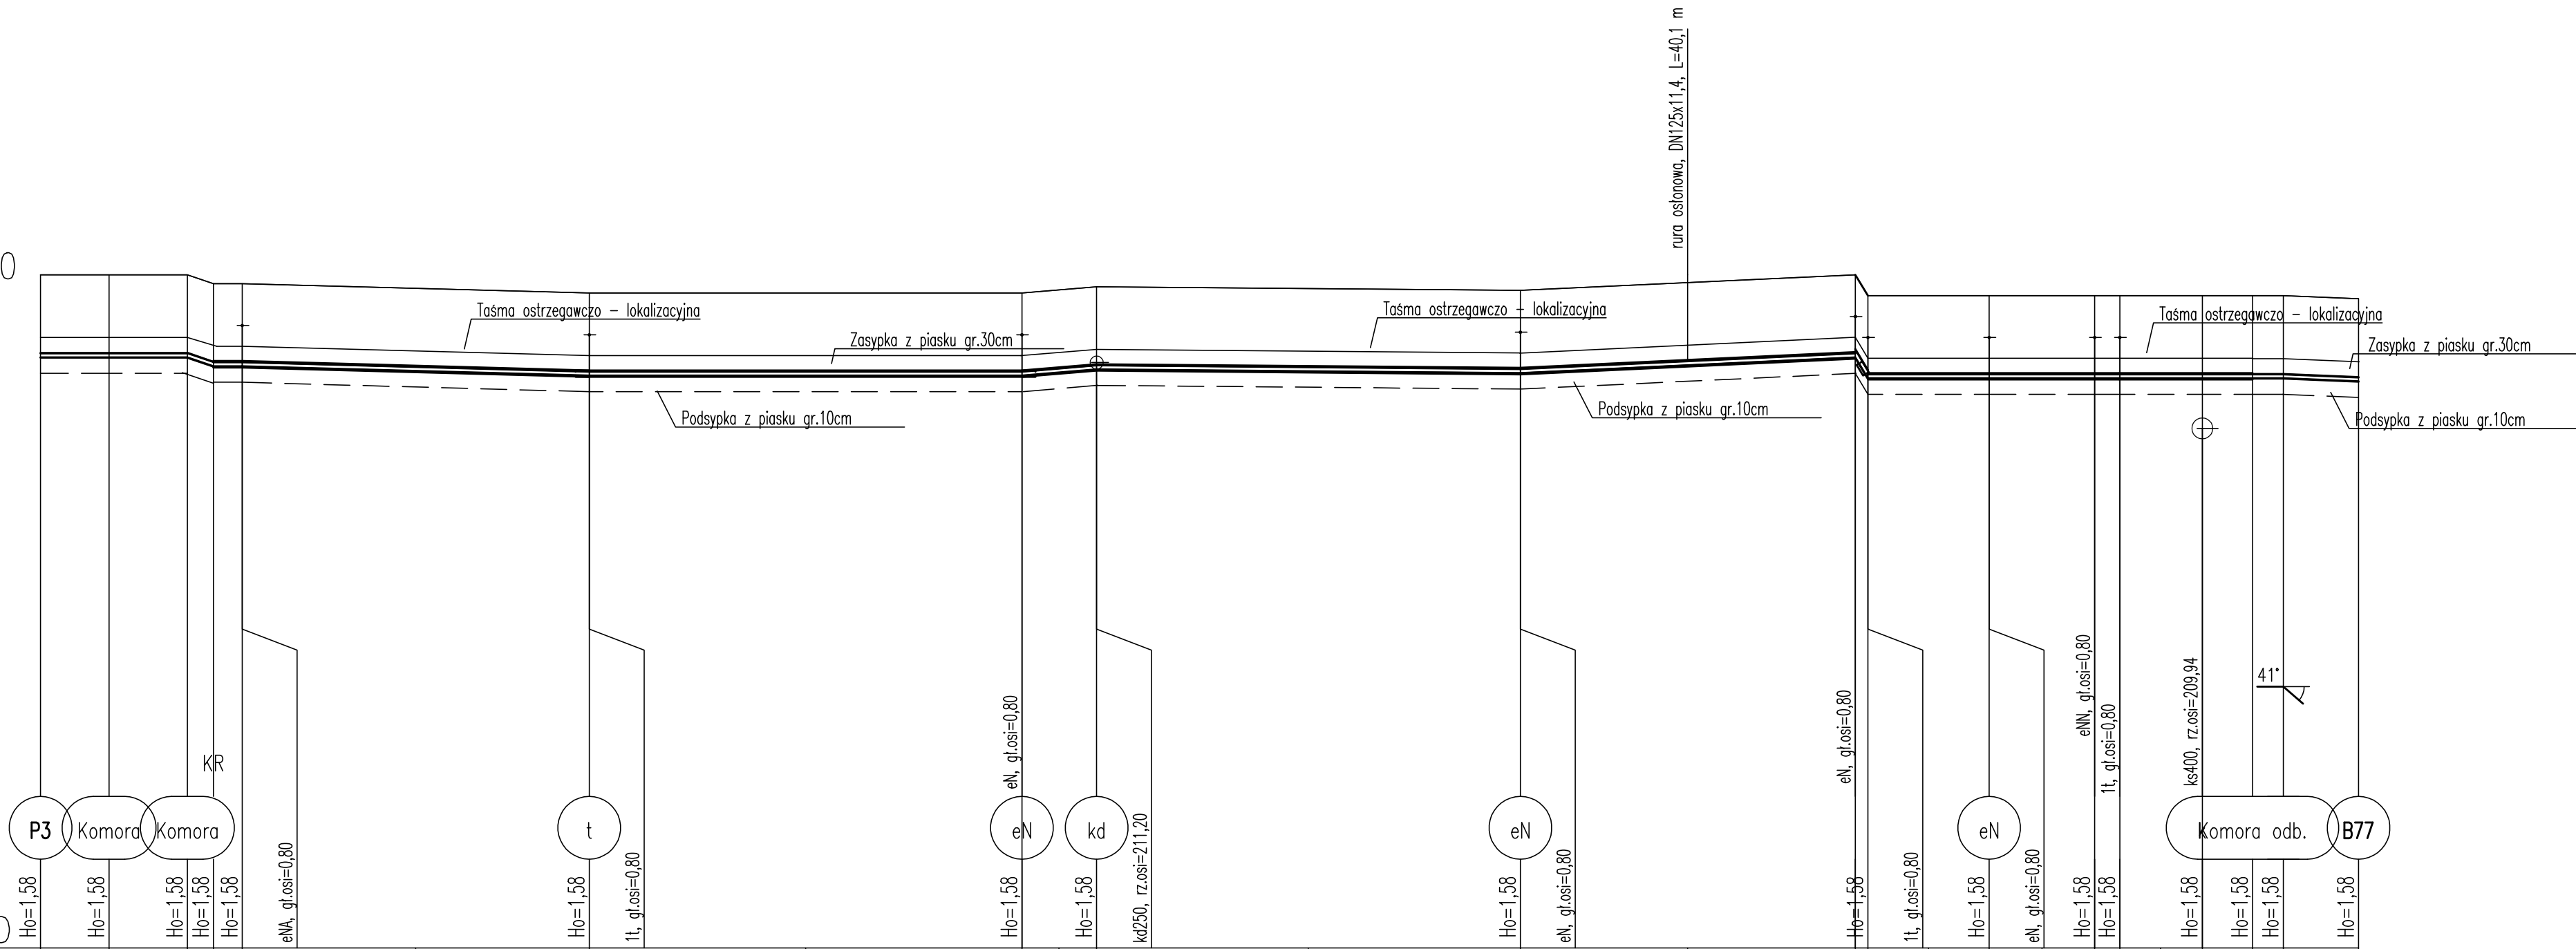 rura osłonowa, DN125x11,4, L=40,1 m
0
Taśma ostrzegawczo – lokalizacyjna
Zasypka z piasku gr.30cm
Podsypka z piasku gr.10cm
Taśma ostrzegawczo – lokalizacyjna
Podsypka z piasku gr.10cm
Taśma ostrzegawczo – lokalizacyjna
Zasypka z piasku gr.30cm
Podsypka z piasku gr.10cm
41°
KR
eN, gł.osi=0,80
eN, gł.osi=0,80
eNN, gł.osi=0,80
1t, gł.osi=0,80
ks400, rz.osi=209,94
P3
Komora
Komora
t
eN
kd
eN
eN
Komora odb.
B77
Ho=1,58
Ho=1,58
Ho=1,58
Ho=1,58
Ho=1,58
eNA, gł.osi=0,80
Ho=1,58
1t, gł.osi=0,80
Ho=1,58
Ho=1,58
kd250, rz.osi=211,20
Ho=1,58
eN, gł.osi=0,80
Ho=1,58
1t, gł.osi=0,80
Ho=1,58
eN, gł.osi=0,80
Ho=1,58
Ho=1,58
Ho=1,58
Ho=1,58
Ho=1,58
Ho=1,58